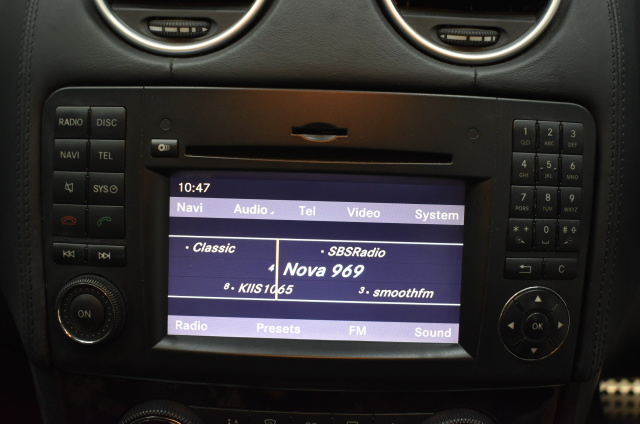 RADIO DISC
NAVI TEL
SYS
ON
10:47
Navi Audio Tel Video System
Classic SBSRadio
4 Nova 969
8 KIIS1065 3 smoothfm
Radio Presets FM Sound
1 2 ABC 3 DEF
4 GHI 5 JKL 6 MNO
7 PQRS 8 TUV 9 WXYZ
* + 0 #
C
OK